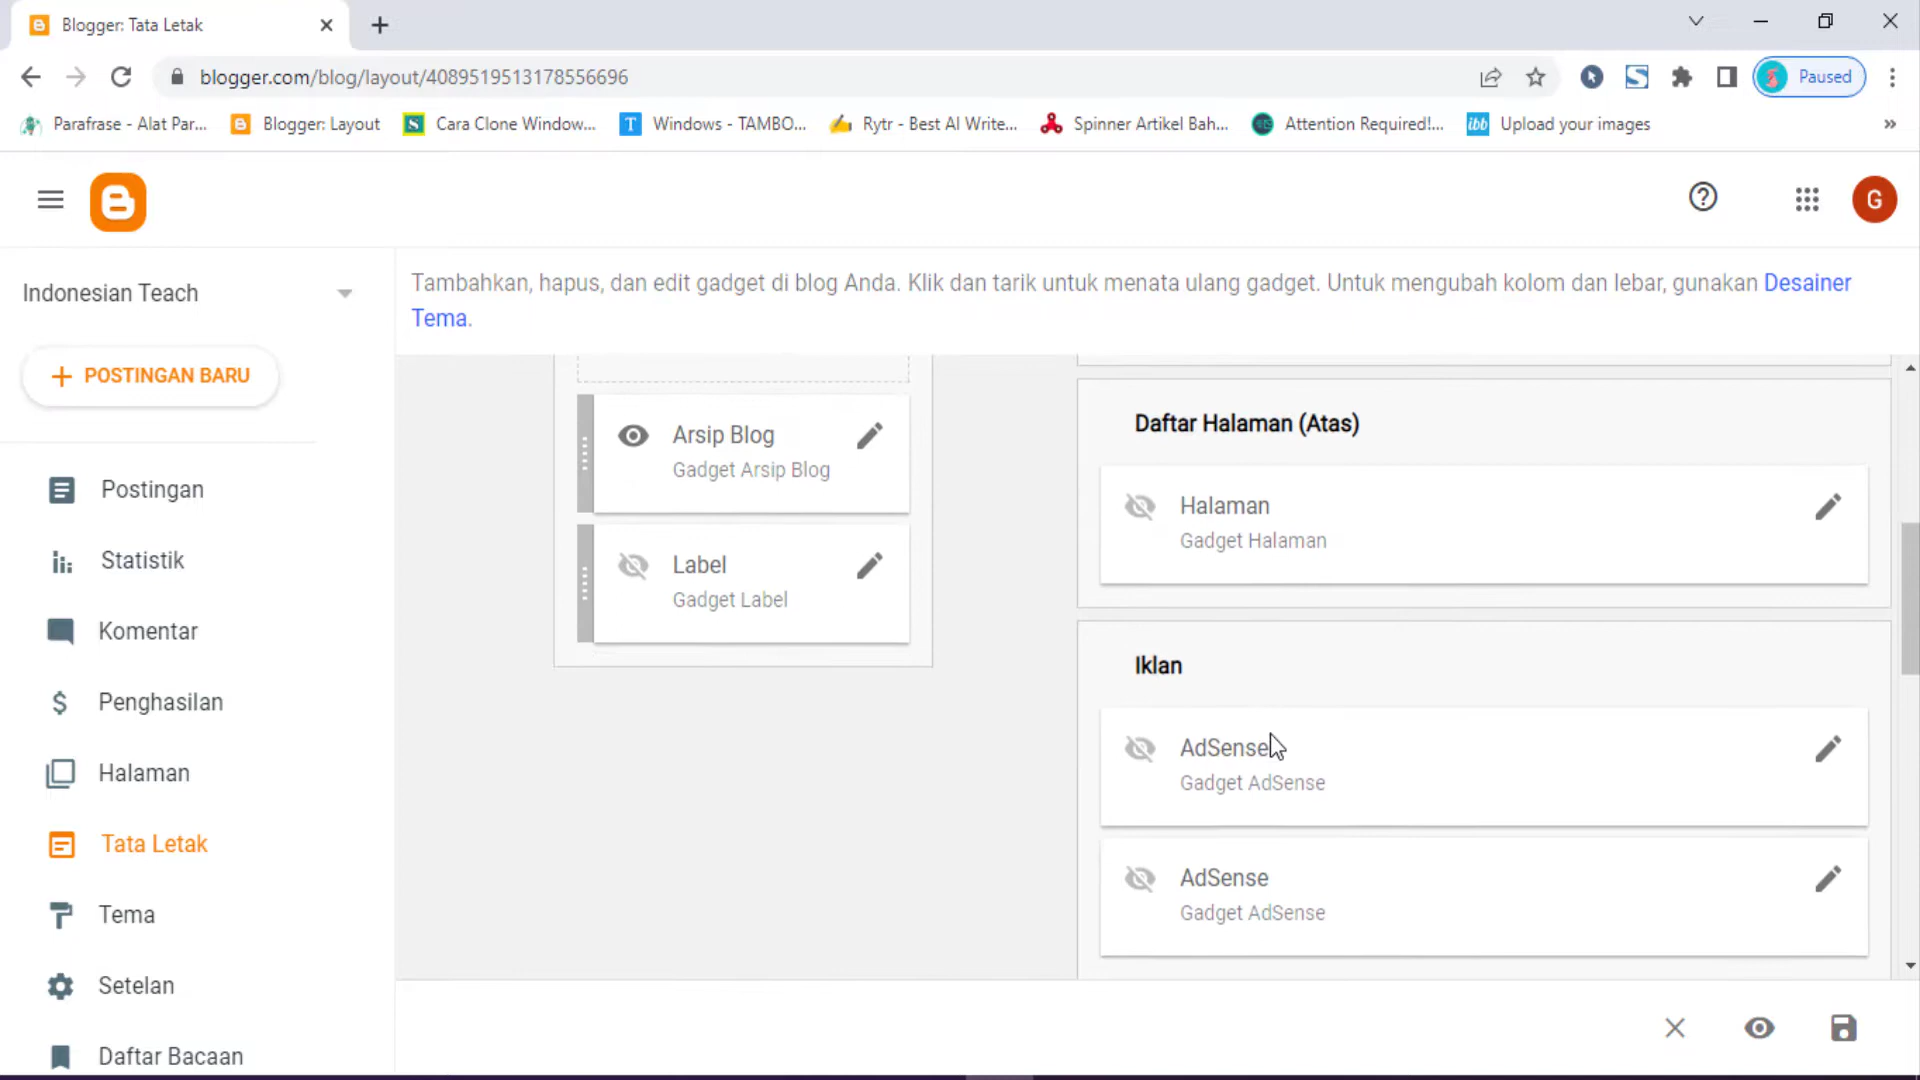 Blogger: Tata Letak
blogger.com/blog/layout/4089519513178556696
Paused
Parafrase - Alat Par...
Blogger: Layout
Cara Clone Window...
Windows - TAMBO...
Rytr - Best AI Write...
Spinner Artikel Bah...
Attention Required!...
Upload your images
G
Indonesian Teach
POSTINGAN BARU
Postingan
Statistik
Komentar
Penghasilan
Halaman
Tata Letak
Tema
Setelan
Daftar Bacaan
Tambahkan, hapus, dan edit gadget di blog Anda. Klik dan tarik untuk menata ulang gadget. Untuk mengubah kolom dan lebar, gunakan Desainer
Tema.
Arsip Blog
Gadget Arsip Blog
Label
Gadget Label
Daftar Halaman (Atas)
Halaman
Gadget Halaman
Iklan
AdSense
Gadget AdSense
AdSense
Gadget AdSense